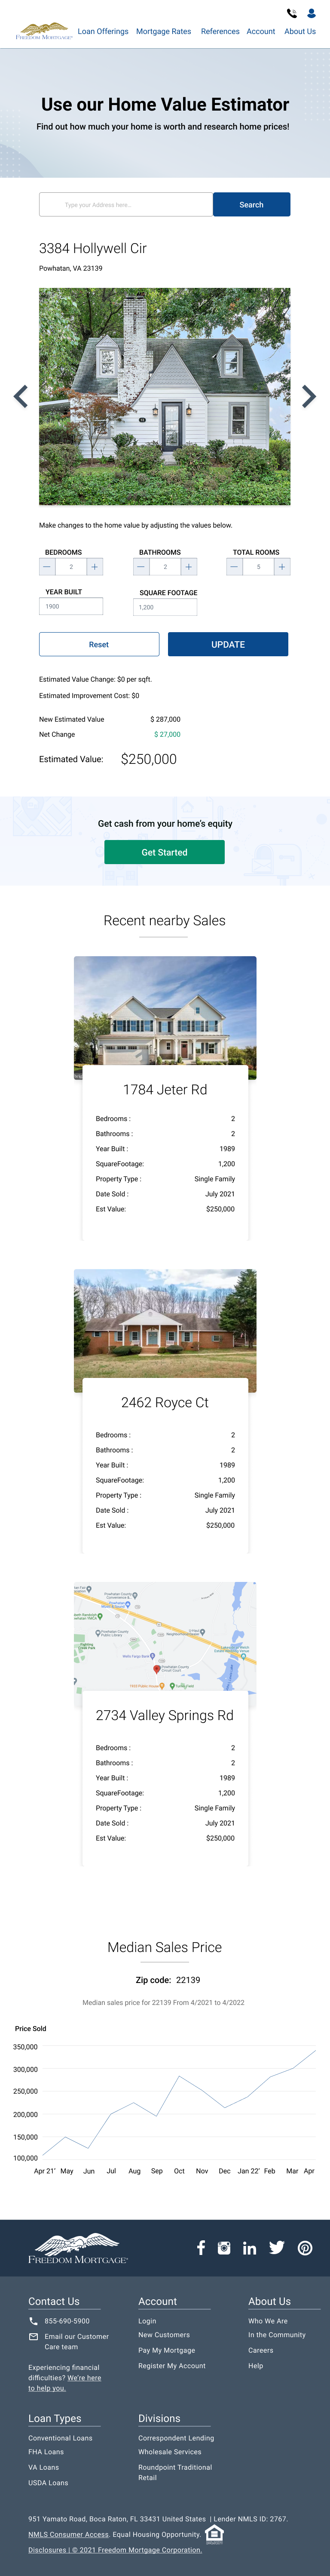 FREEDOM MORTGAGE®
Loan Offerings Mortgage Rates References Account About Us
Use our Home Value Estimator
Find out how much your home is worth and research home prices!
Type your Address here..
Search
3384 Hollywell Cir
Powhatan, VA 23139
Make changes to the home value by adjusting the values below.
BEDROOMS BATHROOMS TOTAL ROOMS
— 2 + — 2 + — 5 +
YEAR BUILT SQUARE FOOTAGE
1900 1,200
Reset UPDATE
Estimated Value Change: $0 per sqft.
Estimated Improvement Cost: $0
New Estimated Value $ 287,000
Net Change $ 27,000
Estimated Value: $250,000
Get cash from your home's equity
Get Started
Recent nearby Sales
1784 Jeter Rd
Bedrooms : 2
Bathrooms : 2
Year Built : 1989
SquareFootage: 1,200
Property Type : Single Family
Date Sold : July 2021
Est Value: $250,000
2462 Royce Ct
Bedrooms : 2
Bathrooms : 2
Year Built : 1989
SquareFootage: 1,200
Property Type : Single Family
Date Sold : July 2021
Est Value: $250,000
2734 Valley Springs Rd
Bedrooms : 2
Bathrooms : 2
Year Built : 1989
SquareFootage: 1,200
Property Type : Single Family
Date Sold : July 2021
Est Value: $250,000
Median Sales Price
Zip code: 22139
Median sales price for 22139 From 4/2021 to 4/2022
Price Sold
350,000
300,000
250,000
200,000
150,000
100,000
Apr 21' May Jun Jul Aug Sep Oct Nov Dec Jan 22' Feb Mar Apr
FREEDOM MORTGAGE®
Contact Us Account About Us
855-690-5900 Login Who We Are
Email our Customer Care team New Customers In the Community
Pay My Mortgage Careers
Experiencing financial difficulties? We're here to help you. Register My Account Help
Loan Types Divisions
Conventional Loans Correspondent Lending
FHA Loans Wholesale Services
VA Loans Roundpoint Traditional Retail
USDA Loans
951 Yamato Road, Boca Raton, FL 33431 United States | Lender NMLS ID: 2767.
NMLS Consumer Access. Equal Housing Opportunity.
Disclosures | © 2021 Freedom Mortgage Corporation.